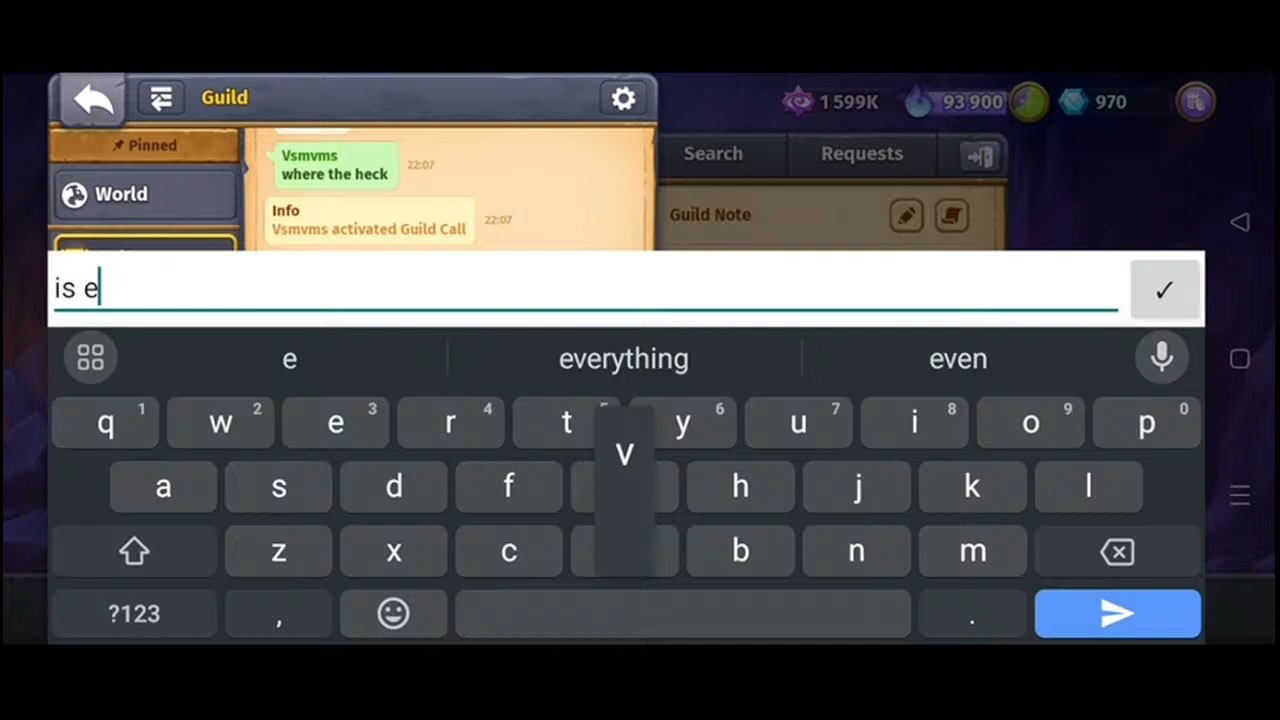 Guild
1 599K
93 900
970
Pinned
Vsmvms
where the heck
22:07
World
Info
Vsmvms activated Guild Call
22:07
Search
Requests
Guild Note
is e
e
everything
even
q 1 w 2 e 3 r 4 t 5 y 6 u 7 i 8 o 9 p 0
v
a s d f h j k l
z x c b n m
?123 , .